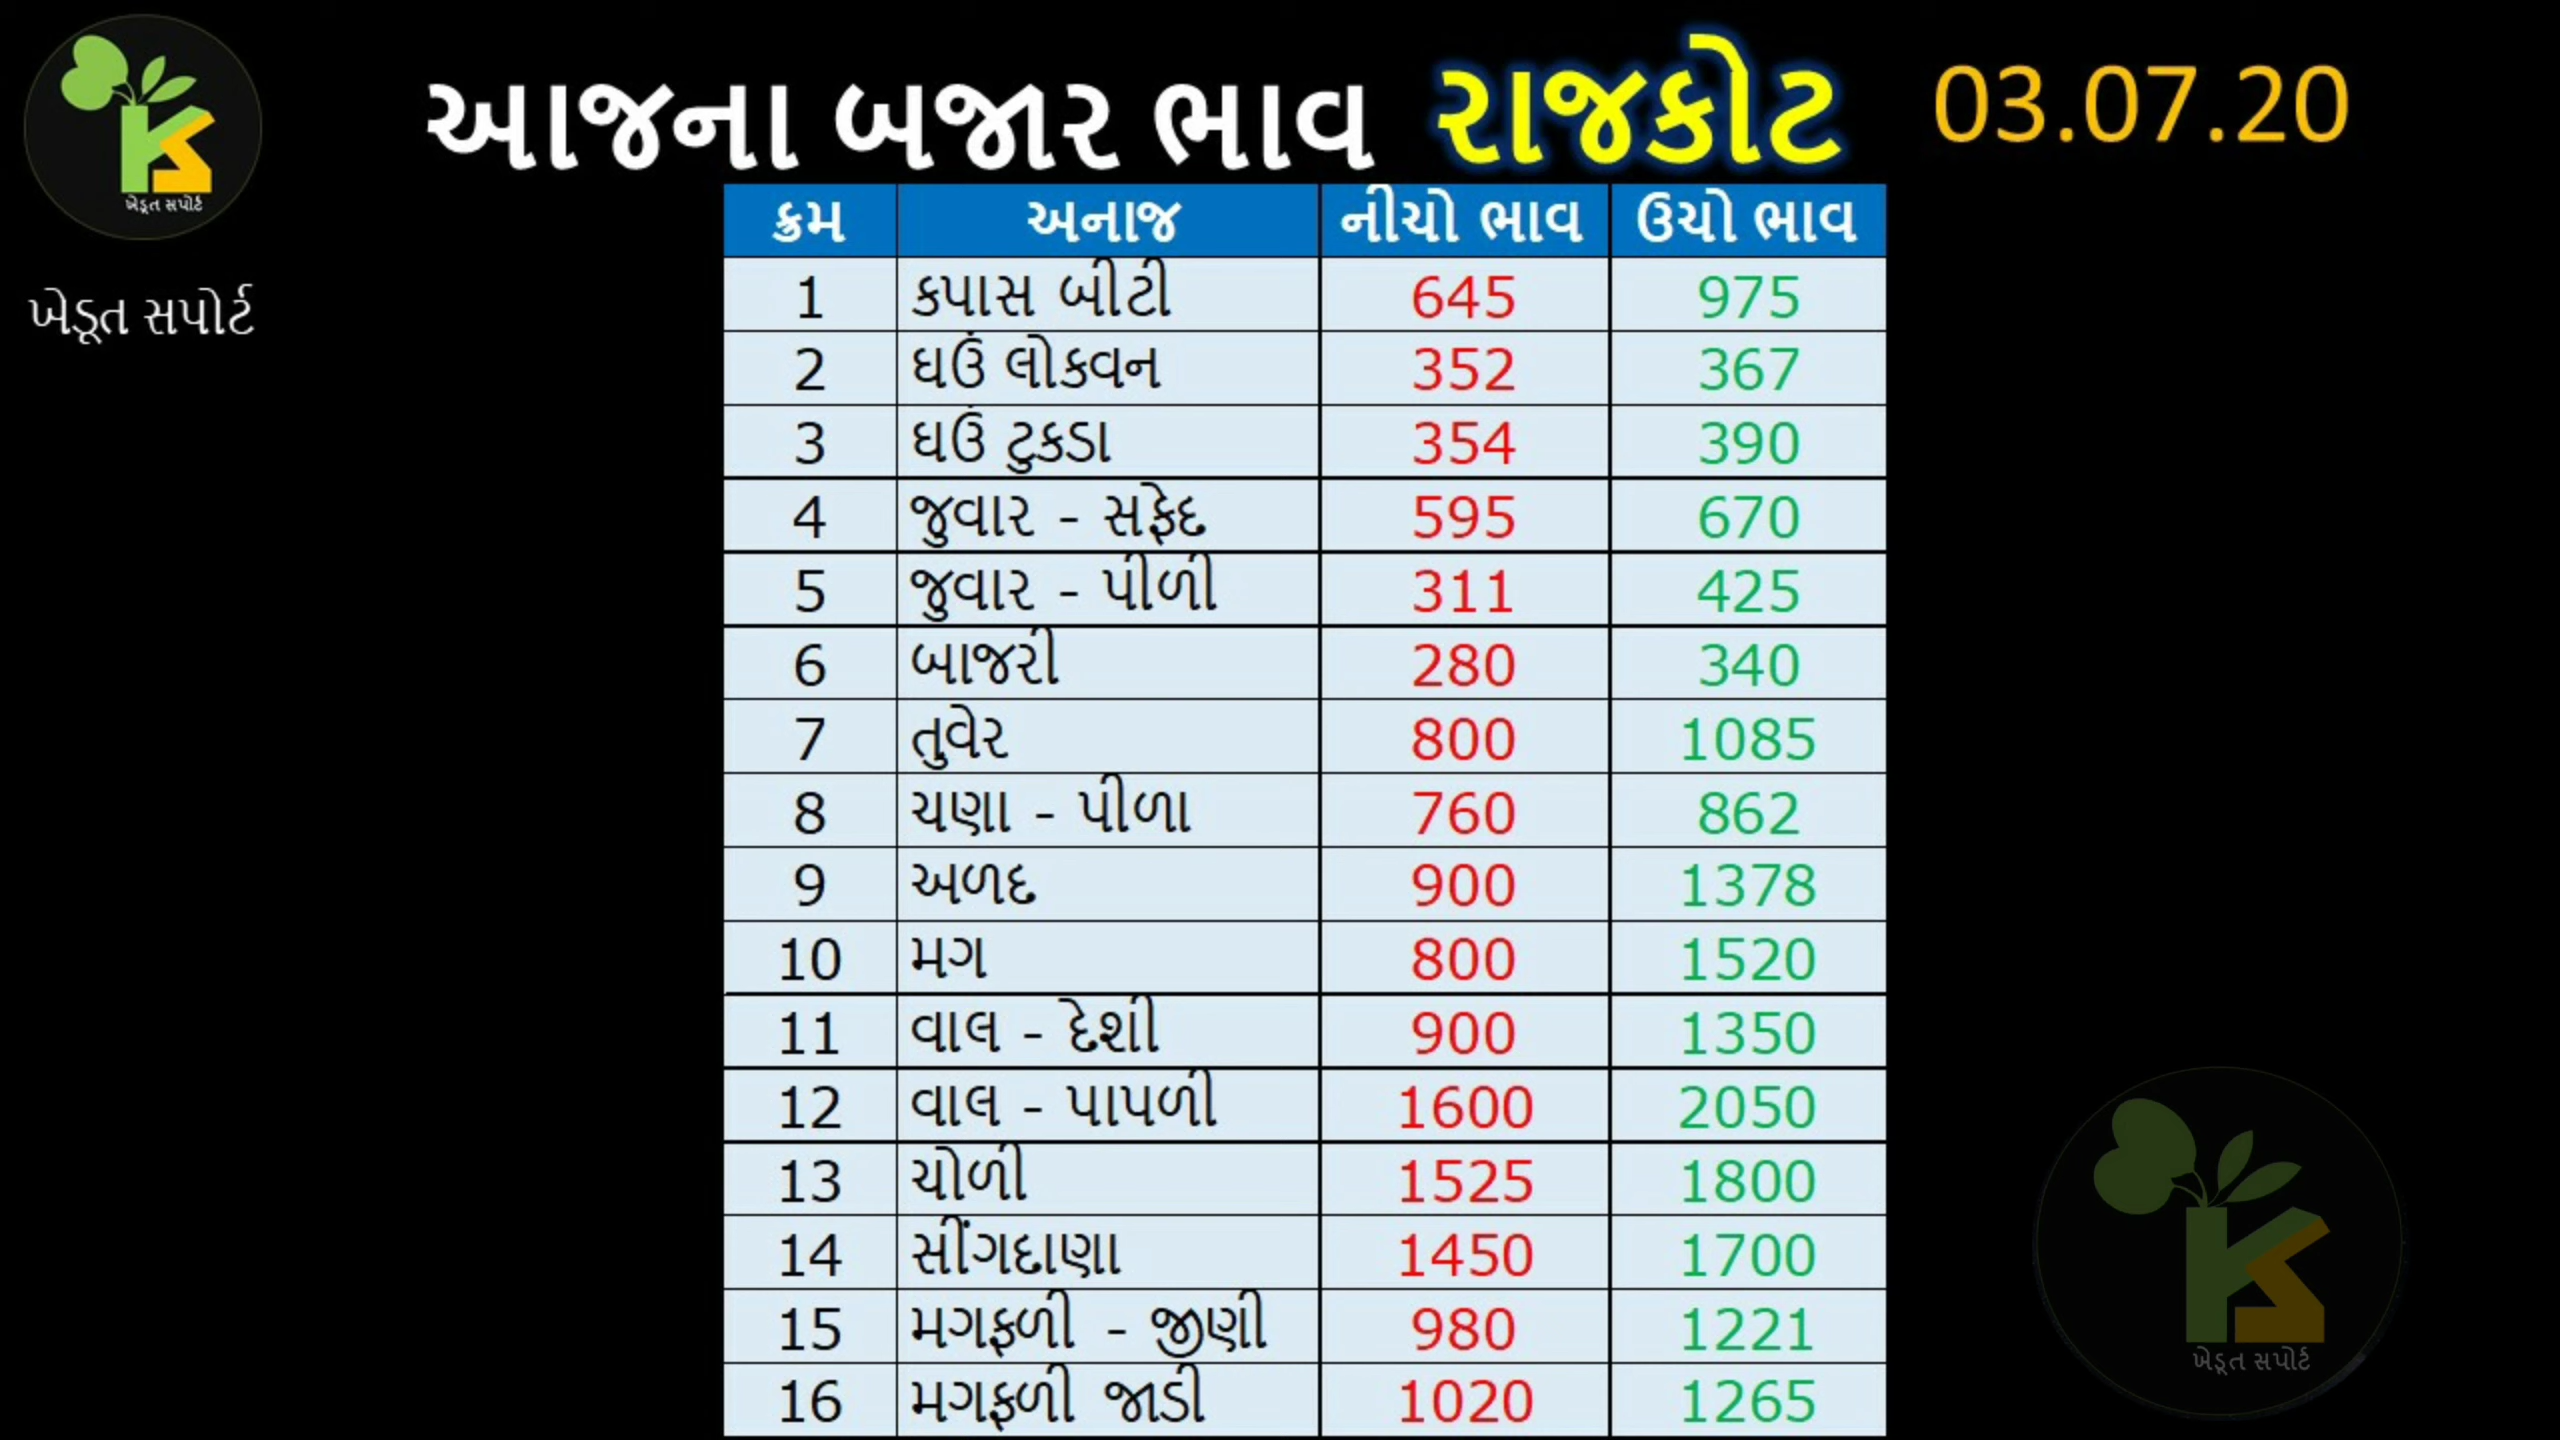 આજના બજાર ભાવ રાજકોટ 03.07.20
ખેડૂત સપોર્ટ
ખેડૂત સપોર્ટ
ક્રમ અનાજ નીચો ભાવ ઉચો ભાવ
1 કપાસ બીટી 645 975
2 ઘઉં લોકવન 352 367
3 ઘઉં ટુકડા 354 390
4 જુવાર - સફેદ 595 670
5 જુવાર - પીળી 311 425
6 બાજરી 280 340
7 તુવેર 800 1085
8 ચણા - પીળા 760 862
9 અળદ 900 1378
10 મગ 800 1520
11 વાલ - દેશી 900 1350
12 વાલ - પાપળી 1600 2050
13 ચોળી 1525 1800
14 સીંગદાણા 1450 1700
15 મગફળી - જીણી 980 1221
16 મગફળી જાડી 1020 1265
ખેડૂત સપોર્ટ